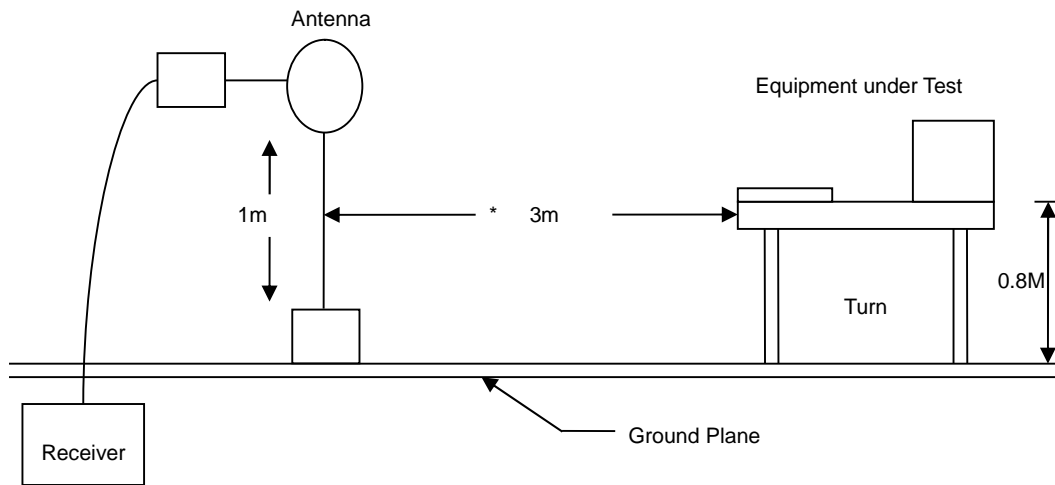 Antenna
Equipment under Test
1m
* 3m
0.8M
Turn
Ground Plane
Receiver